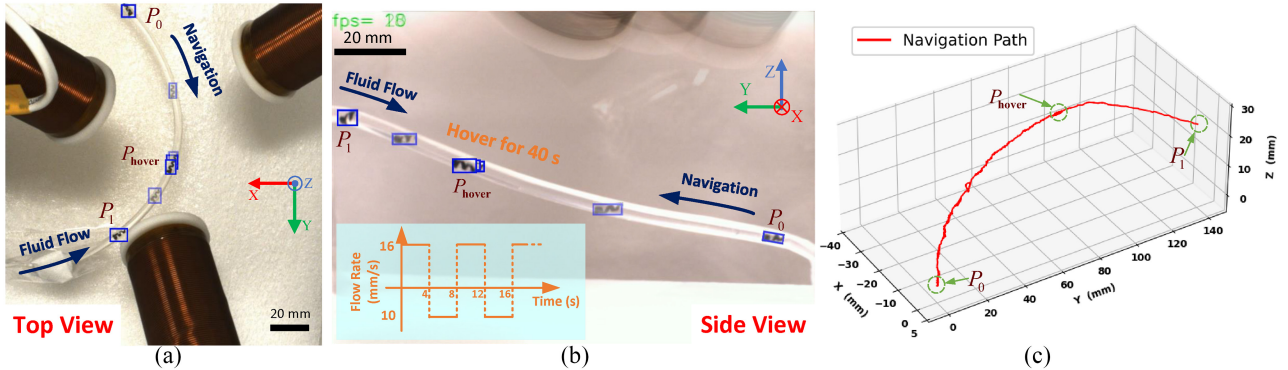 P0
Navigation
Phover
P1
Fluid Flow
X
Z
Y
Top View
20 mm
(a)
fps=
20 mm
Fluid Flow
Z
Y
X
P1
Hover for 40 s
Phover
Navigation
P0
Flow Rate
(mm/s)
16
10
4
8
12
16
Time (s)
Side View
(b)
Navigation Path
Phover
P1
P0
30
20
10
0
Z (mm)
-40
-30
-20
-10
0
5
X (mm)
0
20
40
60
80
100
120
140
Y (mm)
(c)